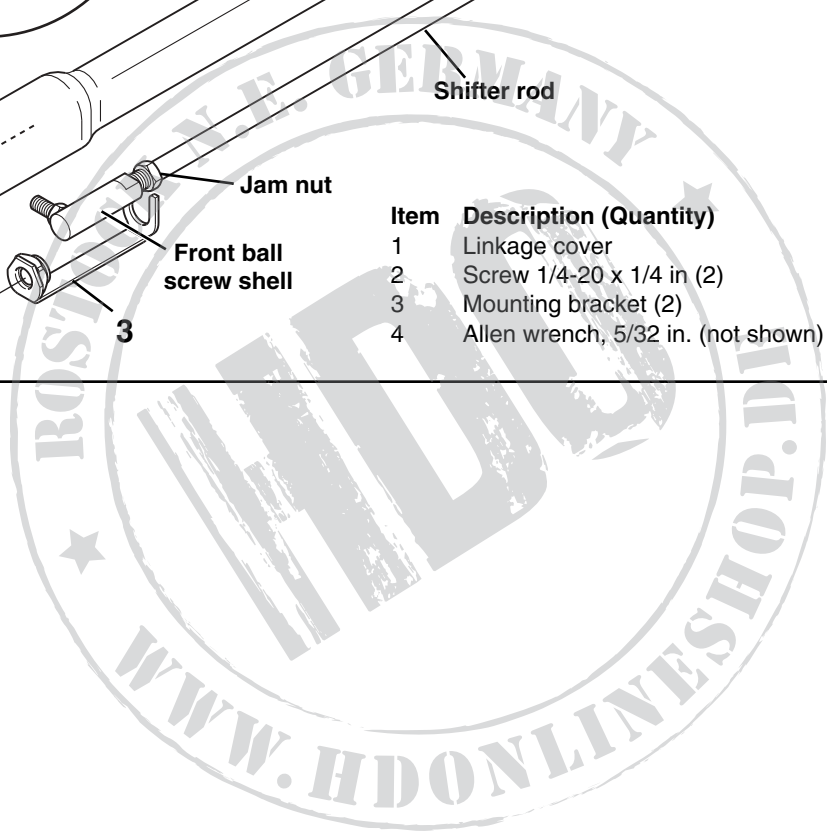 Shifter rod
Jam nut
Front ball
screw shell
3
Item Description (Quantity)
1 Linkage cover
2 Screw 1/4-20 x 1/4 in (2)
3 Mounting bracket (2)
4 Allen wrench, 5/32 in. (not shown)
ROSTOCK N.E. GERMANY
HDO
WWW.HDONLINESHOP.DE